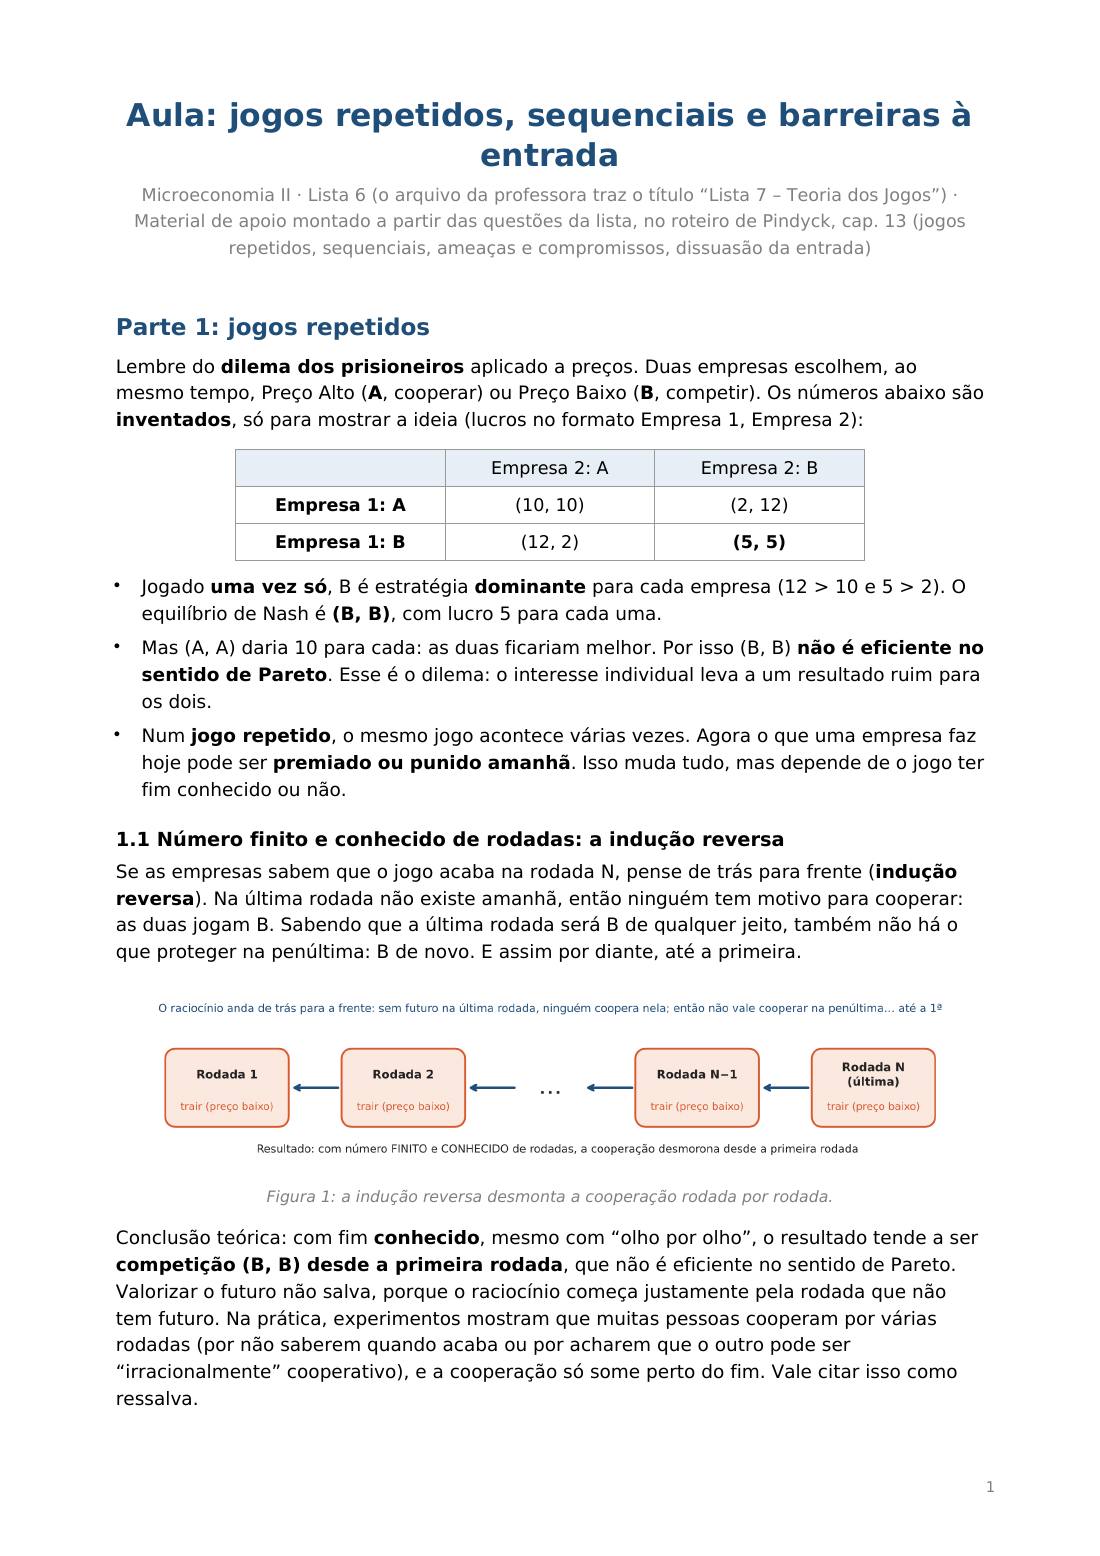 Aula: jogos repetidos, sequenciais e barreiras à
entrada
Microeconomia II · Lista 6 (o arquivo da professora traz o título “Lista 7 – Teoria dos Jogos”) ·
Material de apoio montado a partir das questões da lista, no roteiro de Pindyck, cap. 13 (jogos
repetidos, sequenciais, ameaças e compromissos, dissuasão da entrada)
Parte 1: jogos repetidos
Lembre do dilema dos prisioneiros aplicado a preços. Duas empresas escolhem, ao
mesmo tempo, Preço Alto (A, cooperar) ou Preço Baixo (B, competir). Os números abaixo são
inventados, só para mostrar a ideia (lucros no formato Empresa 1, Empresa 2):
Empresa 2: A Empresa 2: B
Empresa 1: A (10, 10) (2, 12)
Empresa 1: B (12, 2) (5, 5)
• Jogado uma vez só, B é estratégia dominante para cada empresa (12 > 10 e 5 > 2). O
equilíbrio de Nash é (B, B), com lucro 5 para cada uma.
• Mas (A, A) daria 10 para cada: as duas ficariam melhor. Por isso (B, B) não é eficiente no
sentido de Pareto. Esse é o dilema: o interesse individual leva a um resultado ruim para
os dois.
• Num jogo repetido, o mesmo jogo acontece várias vezes. Agora o que uma empresa faz
hoje pode ser premiado ou punido amanhã. Isso muda tudo, mas depende de o jogo ter
fim conhecido ou não.
1.1 Número finito e conhecido de rodadas: a indução reversa
Se as empresas sabem que o jogo acaba na rodada N, pense de trás para frente (indução
reversa). Na última rodada não existe amanhã, então ninguém tem motivo para cooperar:
as duas jogam B. Sabendo que a última rodada será B de qualquer jeito, também não há o
que proteger na penúltima: B de novo. E assim por diante, até a primeira.
O raciocínio anda de trás para a frente: sem futuro na última rodada, ninguém coopera nela; então não vale cooperar na penúltima... até a 1ª
Rodada 1
trair (preço baixo)
Rodada 2
trair (preço baixo)
...
Rodada N−1
trair (preço baixo)
Rodada N
(última)
trair (preço baixo)
Resultado: com número FINITO e CONHECIDO de rodadas, a cooperação desmorona desde a primeira rodada
Figura 1: a indução reversa desmonta a cooperação rodada por rodada.
Conclusão teórica: com fim conhecido, mesmo com “olho por olho”, o resultado tende a ser
competição (B, B) desde a primeira rodada, que não é eficiente no sentido de Pareto.
Valorizar o futuro não salva, porque o raciocínio começa justamente pela rodada que não
tem futuro. Na prática, experimentos mostram que muitas pessoas cooperam por várias
rodadas (por não saberem quando acaba ou por acharem que o outro pode ser
“irracionalmente” cooperativo), e a cooperação só some perto do fim. Vale citar isso como
ressalva.
1